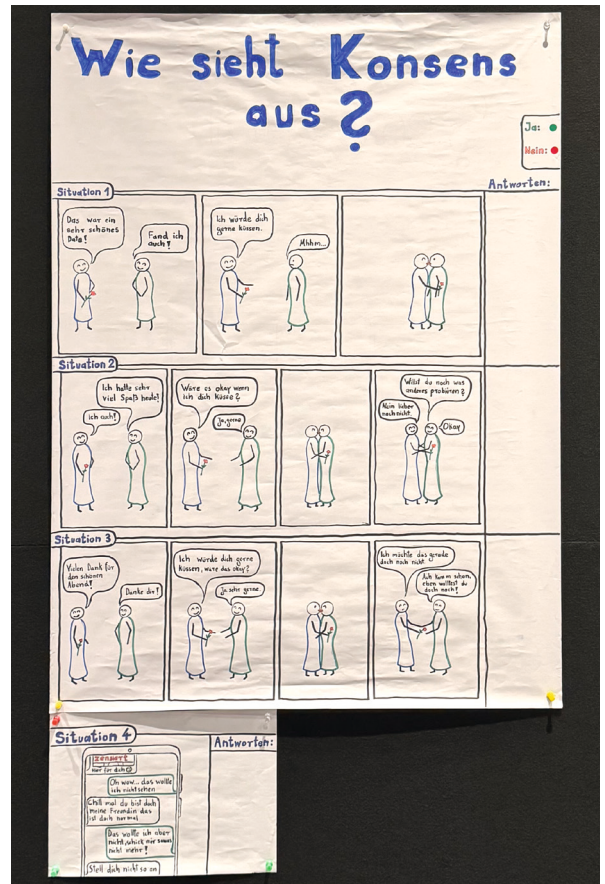 Wie sieht Konsens
aus?
Ja:
Nein:
Antworten:
Situation 1
Das war ein
sehr schönes
Date!
Fand ich
auch!
Ich würde dich
gerne küssen.
Mhhm...
Situation 2
Ich hatte sehr
viel Spaß heute!
Ich auch!
Wäre es okay wenn
ich dich küsse?
Ja, gerne
Willst du noch was
anderes probieren?
Nein lieber
noch nicht.
Okay
Situation 3
Vielen Dank für
den schönen
Abend!
Danke dir!
Ich würde dich gerne
küssen, wäre das okay?
Ja sehr gerne.
Ich möchte das gerade
doch noch nicht.
Ach komm schon,
eben wolltest du
doch noch!
Situation 4
Antworten:
Zensiert
Nur für dich
Oh wow... das wollte
ich nicht sehen
Chill mal du bist doch
meine Freundin das
ist doch normal
Das wollte ich aber
nicht, schick mir sowas
nicht mehr!
Stell dich nicht so an